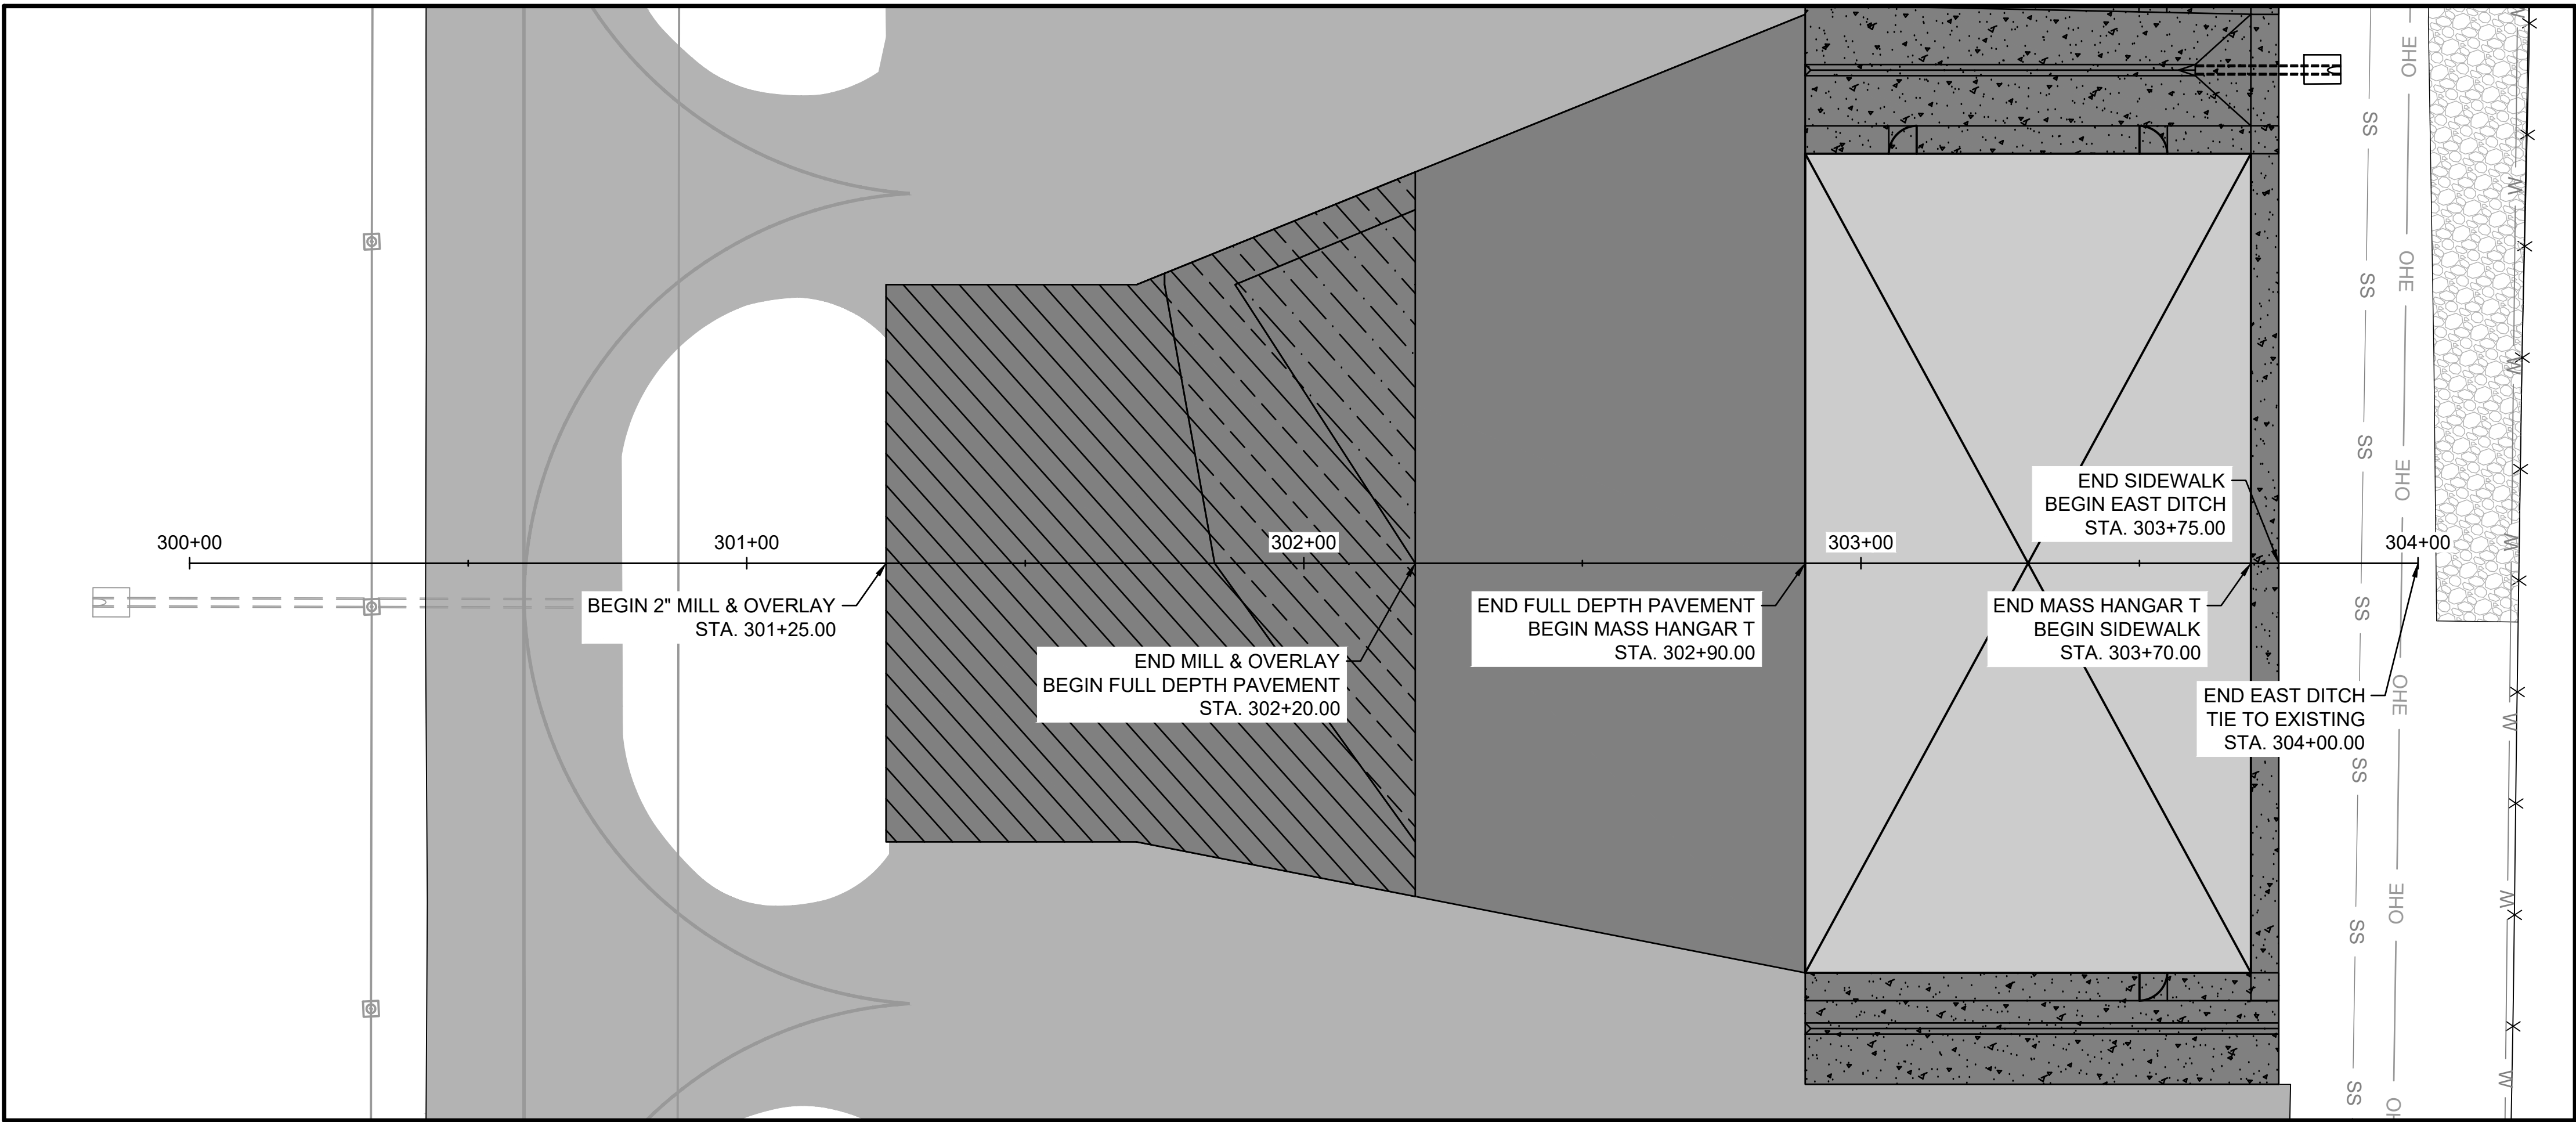 OHE
W
SS
OHE
W
SS
W
END SIDEWALK
BEGIN EAST DITCH
STA. 303+75.00
SS
OHE
300+00
301+00
302+00
303+00
304+00
W
BEGIN 2" MILL & OVERLAY
STA. 301+25.00
END FULL DEPTH PAVEMENT
BEGIN MASS HANGAR T
STA. 302+90.00
END MASS HANGAR T
BEGIN SIDEWALK
STA. 303+70.00
SS
END MILL & OVERLAY
BEGIN FULL DEPTH PAVEMENT
STA. 302+20.00
END EAST DITCH
TIE TO EXISTING
STA. 304+00.00
OHE
W
SS
OHE
W
SS
W
SS
OH